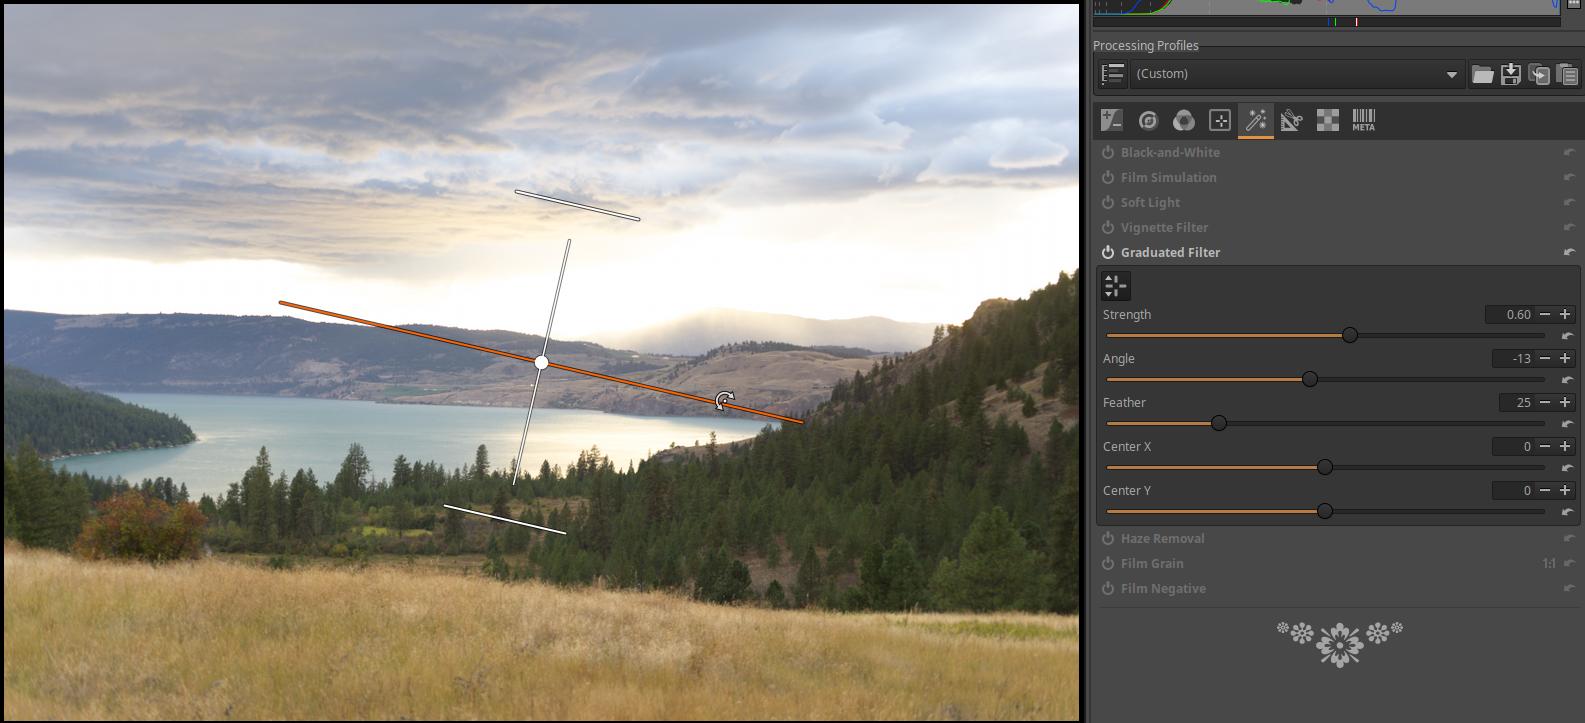 Processing Profiles
(Custom)
META
Black-and-White
Film Simulation
Soft Light
Vignette Filter
Graduated Filter
Strength 0.60
Angle -13
Feather 25
Center X 0
Center Y 0
Haze Removal
Film Grain 1:1
Film Negative